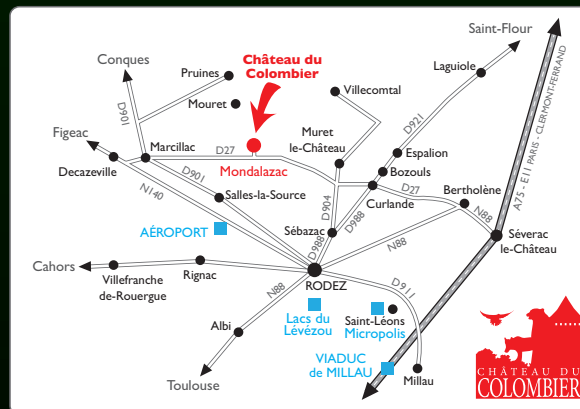 Saint-Flour
Conques
Château du
Colombier
Pruines
Laguiole
Villecomtal
Mouret
D901
D921
A75 - E11 PARIS - CLERMONT-FERRAND
Figeac
Muret
le-Château
Marcillac
D27
Espalion
Decazeville
Mondalazac
Bozouls
D901
N140
Salles-la-Source
D27
Bertholène
Curlande
D904
D988
N88
AÉROPORT
Sébazac
Séverac
le-Château
D988
N88
Cahors
Villefranche
de-Rouergue
Rignac
RODEZ
D911
N88
Lacs du
Lévézou
Saint-Léons
Micropolis
Albi
VIADUC
de MILLAU
Millau
Toulouse
CHÂTEAU DU
COLOMBIER